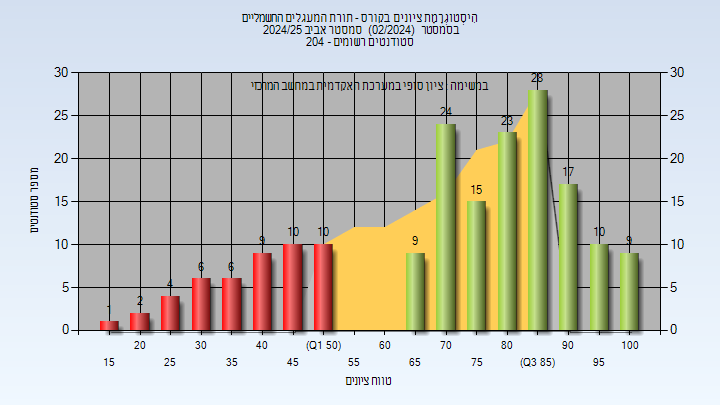 היסטוגרמת ציונים בקורס - תורת המעגלים החשמליים
בסמסטר (02/2024) סמסטר אביב 2024/25
סטודנטים רשומים - 204
במשימה: ציון סופי במערכת האקדמית במחשב המרכזי
מספר סטודנטים
30 25 20 15 10 5 0
1 2 4 6 6 9 10 10 9 24 15 23 28 17 10 9
30 25 20 15 10 5 0
20 30 40 (Q1 50) 60 70 80 90 100
15 25 35 45 55 65 75 (Q3 85) 95
טווח ציונים